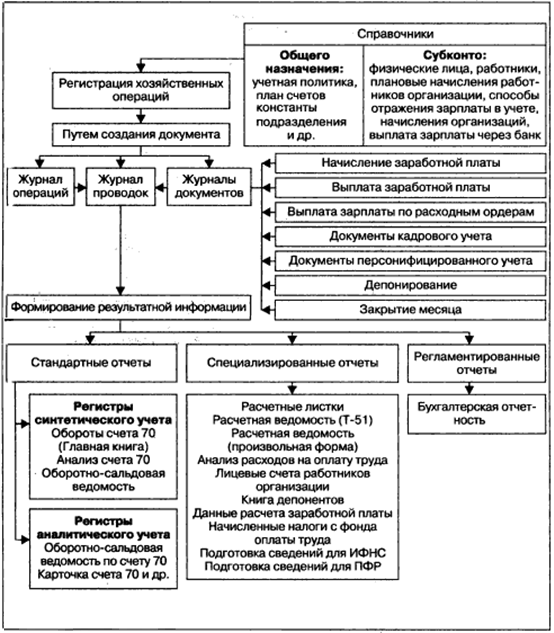 Справочники
Общего
назначения:
учетная политика,
план счетов
константы
подразделения
и др.
Субконто:
физические лица, работники,
плановые начисления работ-
ников организации, способы
отражения зарплаты в учете,
начисления организаций,
выплата зарплаты через банк
Регистрация хозяйственных
операций
Путем создания документа
Журнал
операций
Журнал
проводок
Журналы
документов
Начисление заработной платы
Выплата заработной платы
Выплата зарплаты по расходным ордерам
Документы кадрового учета
Документы персонифицированного учета
Депонирование
Закрытие месяца
Формирование результатной информации
Стандартные отчеты
Специализированные отчеты
Регламентированные
отчеты
Регистры
синтетического учета
Обороты счета 70
(Главная книга)
Анализ счета 70
Оборотно-сальдовая
ведомость
Регистры
аналитического учета
Оборотно-сальдовая
ведомость по счету 70
Карточка счета 70 и др.
Расчетные листки
Расчетная ведомость (Т-51)
Расчетная ведомость
(произвольная форма)
Анализ расходов на оплату труда
Лицевые счета работников
организации
Книга депонентов
Данные расчета заработной платы
Начисленные налоги с фонда
оплаты труда
Подготовка сведений для ИФНС
Подготовка сведений для ПФР
Бухгалтерская отчет-
ность